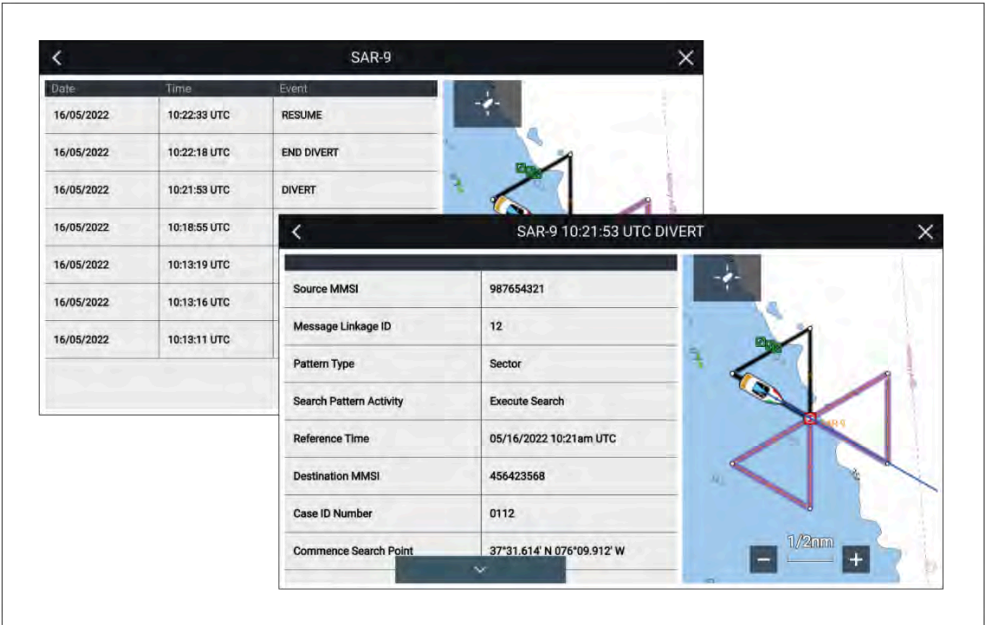 SAR-9
Date Time Event
16/05/2022 10:22:33 UTC RESUME
16/05/2022 10:22:18 UTC END DIVERT
16/05/2022 10:21:53 UTC DIVERT
16/05/2022 10:18:55 UTC
16/05/2022 10:13:19 UTC
16/05/2022 10:13:16 UTC
16/05/2022 10:13:11 UTC
SAR-9 10:21:53 UTC DIVERT
Source MMSI 987654321
Message Linkage ID 12
Pattern Type Sector
Search Pattern Activity Execute Search
Reference Time 05/16/2022 10:21am UTC
Destination MMSI 456423568
Case ID Number 0112
Commence Search Point 37°31.614' N 076°09.912' W
SAR-9
1/2nm